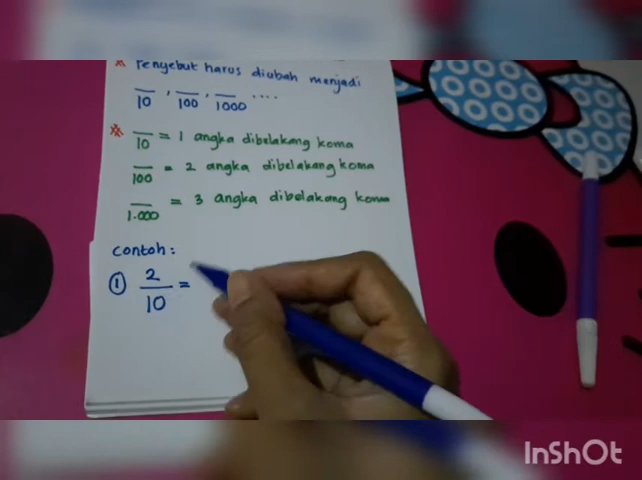 * Penyebut harus diubah menjadi
/10 , /100 , /1000 ....
** /10 = 1 angka dibelakang koma
/100 = 2 angka dibelakang koma
/1.000 = 3 angka dibelakang koma
Contoh :
① 2/10 =
InShOt